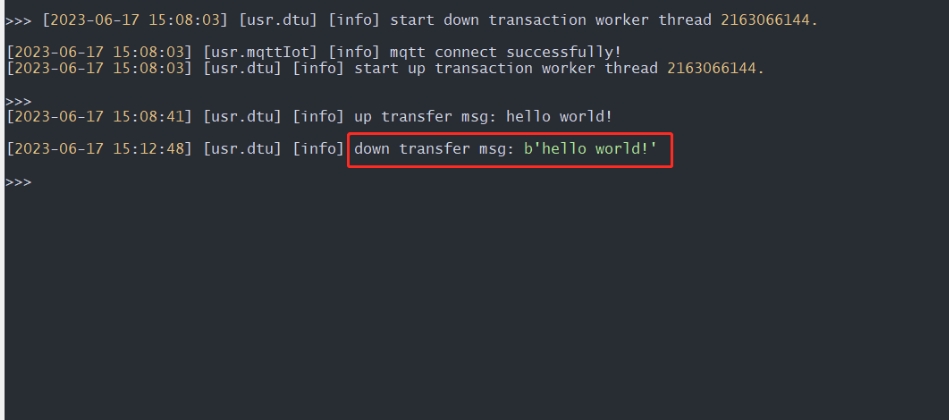 >>> [2023-06-17 15:08:03] [usr.dtu] [info] start down transaction worker thread 2163066144.
[2023-06-17 15:08:03] [usr.mqttIot] [info] mqtt connect successfully!
[2023-06-17 15:08:03] [usr.dtu] [info] start up transaction worker thread 2163066144.
>>>
[2023-06-17 15:08:41] [usr.dtu] [info] up transfer msg: hello world!
[2023-06-17 15:12:48] [usr.dtu] [info] down transfer msg: b'hello world!'
>>>